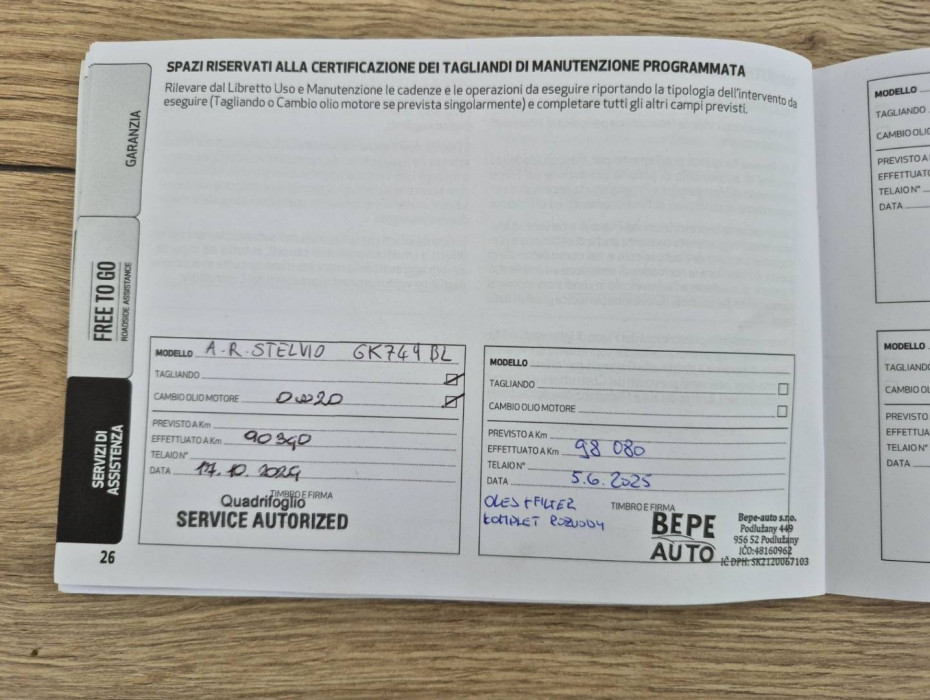 SPAZI RISERVATI ALLA CERTIFICAZIONE DEI TAGLIANDI DI MANUTENZIONE PROGRAMMATA
Rilevare dal Libretto Uso e Manutenzione le cadenze e le operazioni da eseguire riportando la tipologia dell'intervento da
eseguire (Tagliando o Cambio olio motore se prevista singolarmente) e completare tutti gli altri campi previsti.
GARANZIA
FREE TO GO
ROADSIDE ASSISTANCE
SERVIZI DI
ASSISTENZA
26
MODELLO A.R. STELVIO GK749BL
TAGLIANDO
CAMBIO OLIO MOTORE 0W20
PREVISTO A Km
EFFETTUATO A Km 90390
TELAIO N°
DATA 17.10.2024
TIMBRO E FIRMA
Quadrifoglio
SERVICE AUTORIZED
MODELLO
TAGLIANDO
CAMBIO OLIO MOTORE
PREVISTO A Km
EFFETTUATO A Km 98 080
TELAIO N°
DATA 5.6.2025
OLEJ + FILTER
KOMPLET ROZVODY
TIMBRO E FIRMA
BEPE
AUTO
Bepe-auto s.r.o.
Podlužany 449
956 52 Podlužany
IČO:48160962
IČ DPH: SK2120067103
MODELLO
TAGLIANDO
CAMBIO OLIO
PREVISTO A
EFFETTUATO
TELAIO N°
DATA
MODELLO
TAGLIANDO
CAMBIO OLIO
PREVISTO
EFFETTUA
TELAIO N°
DATA